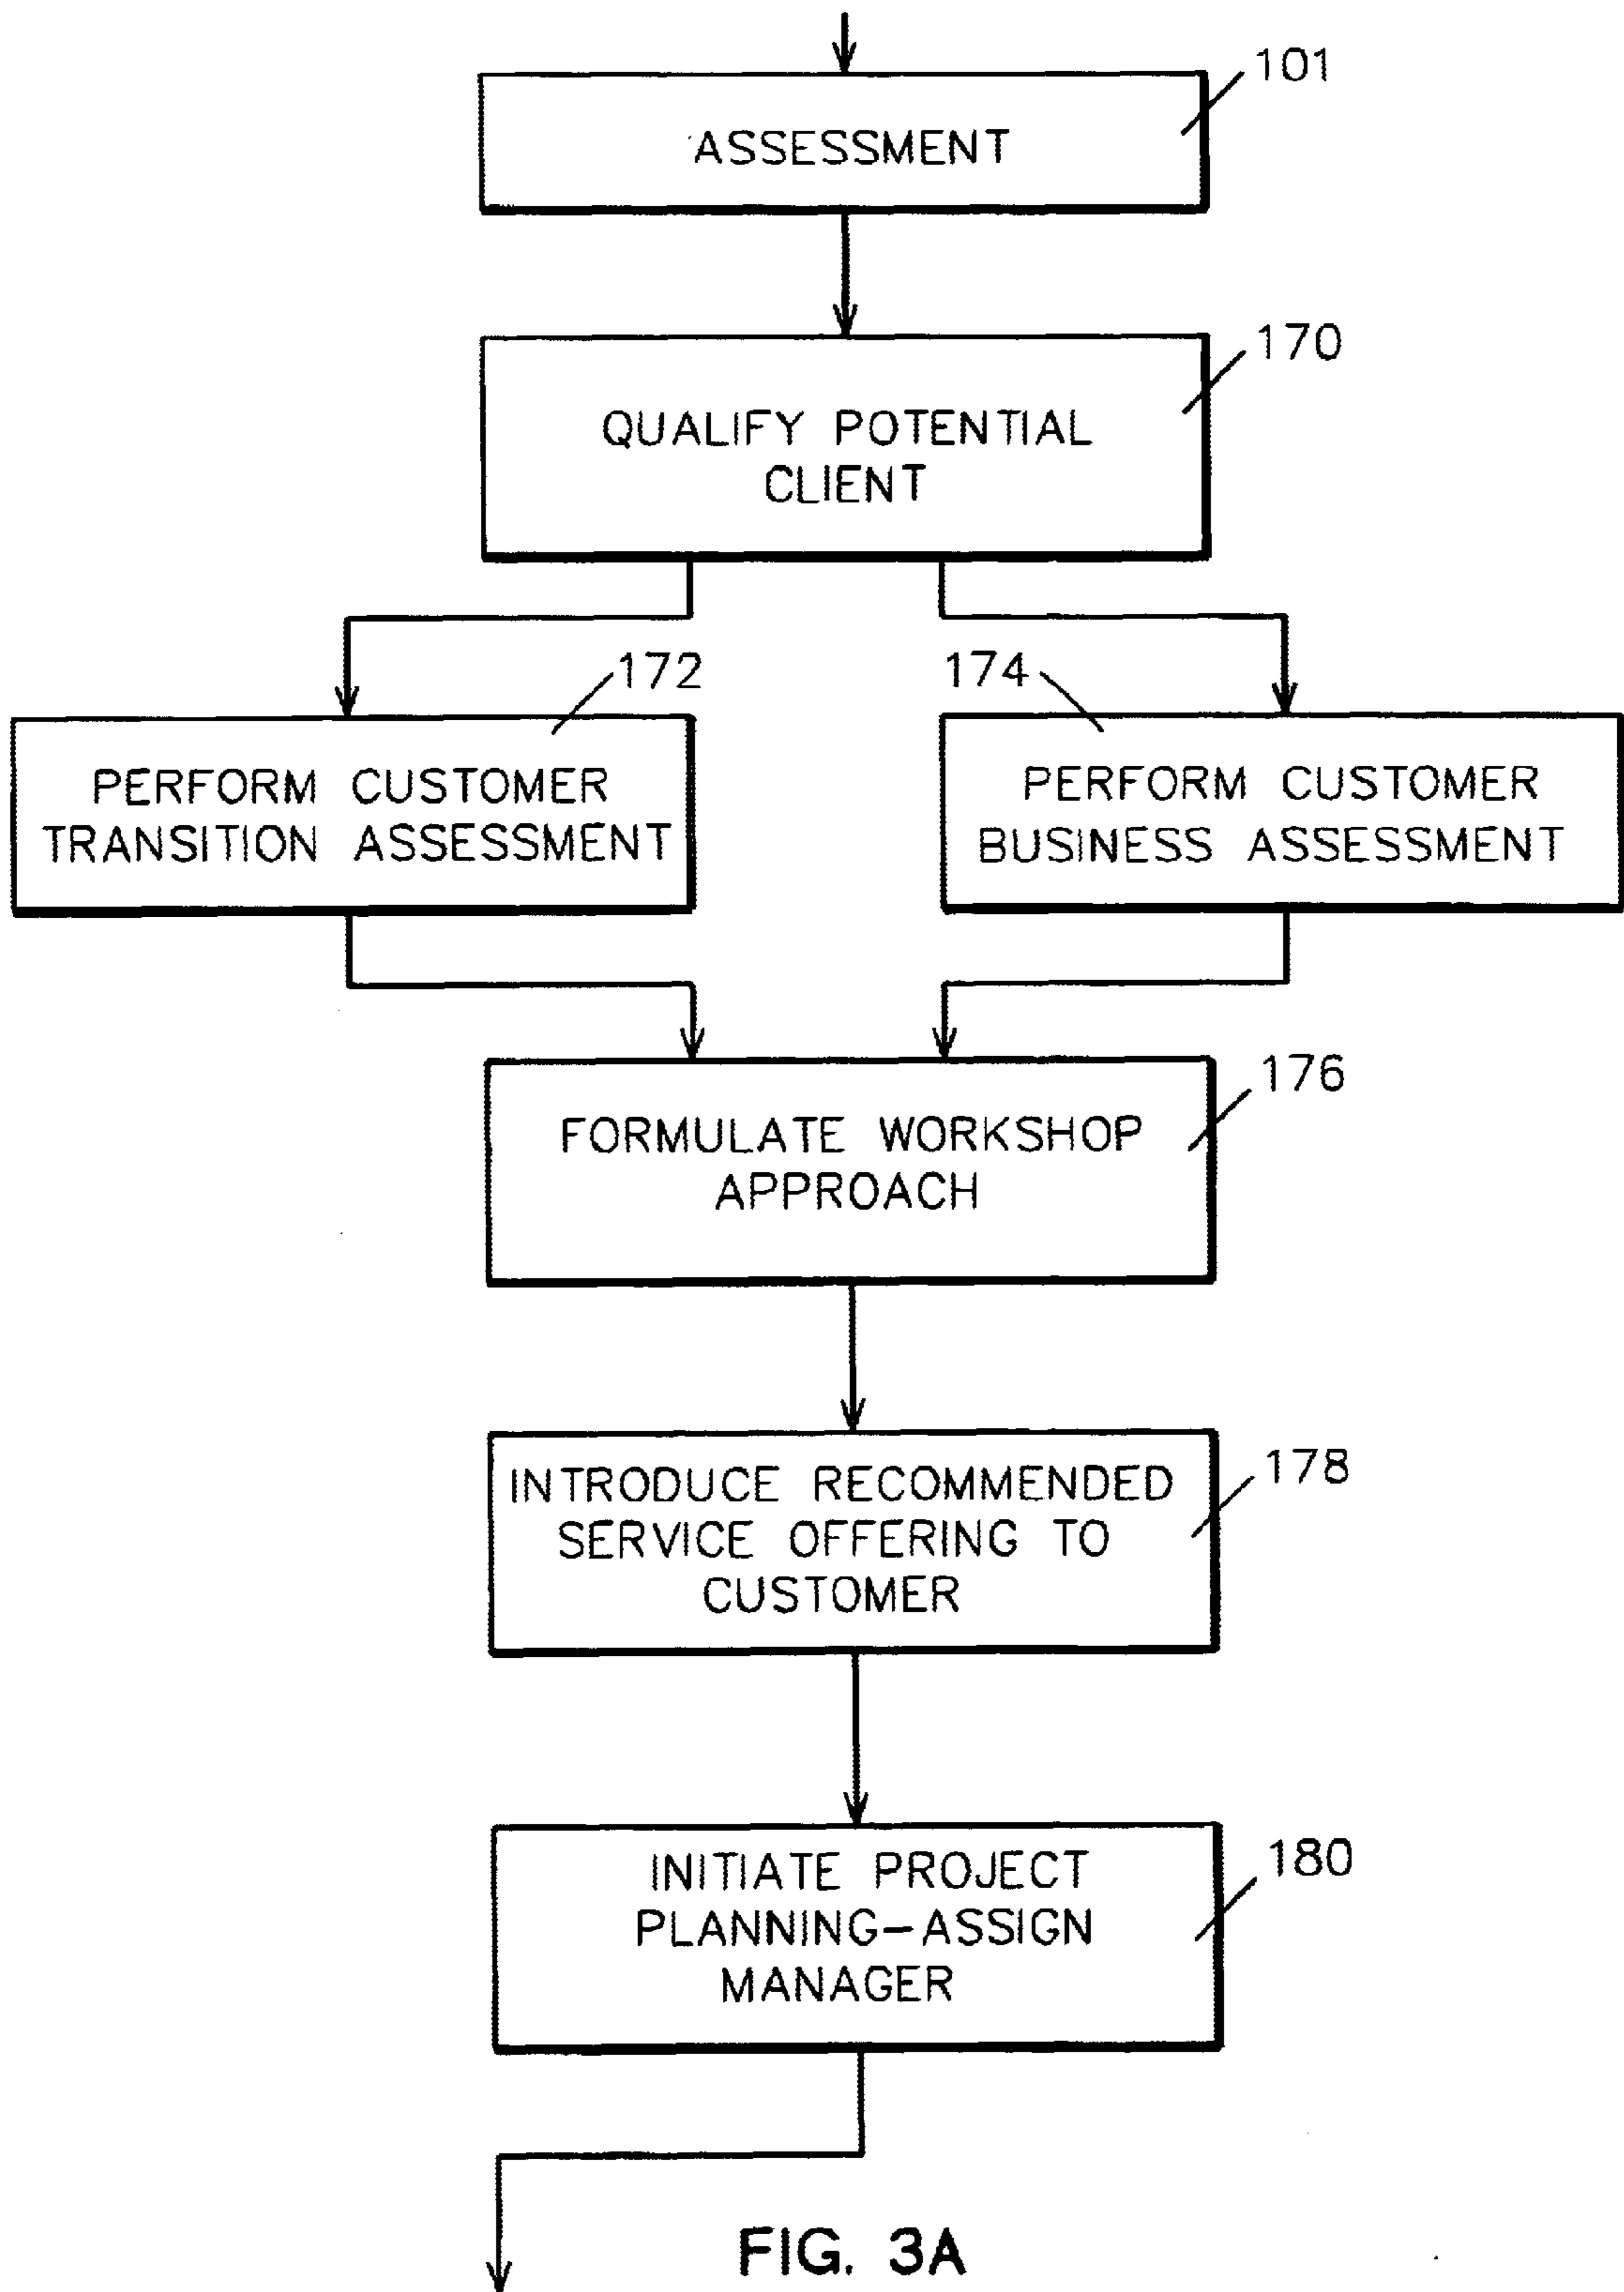 101
ASSESSMENT
170
QUALIFY POTENTIAL
CLIENT
172
174
PERFORM CUSTOMER
TRANSITION ASSESSMENT
PERFORM CUSTOMER
BUSINESS ASSESSMENT
176
FORMULATE WORKSHOP
APPROACH
178
INTRODUCE RECOMMENDED
SERVICE OFFERING TO
CUSTOMER
180
INITIATE PROJECT
PLANNING-ASSIGN
MANAGER
FIG. 3A